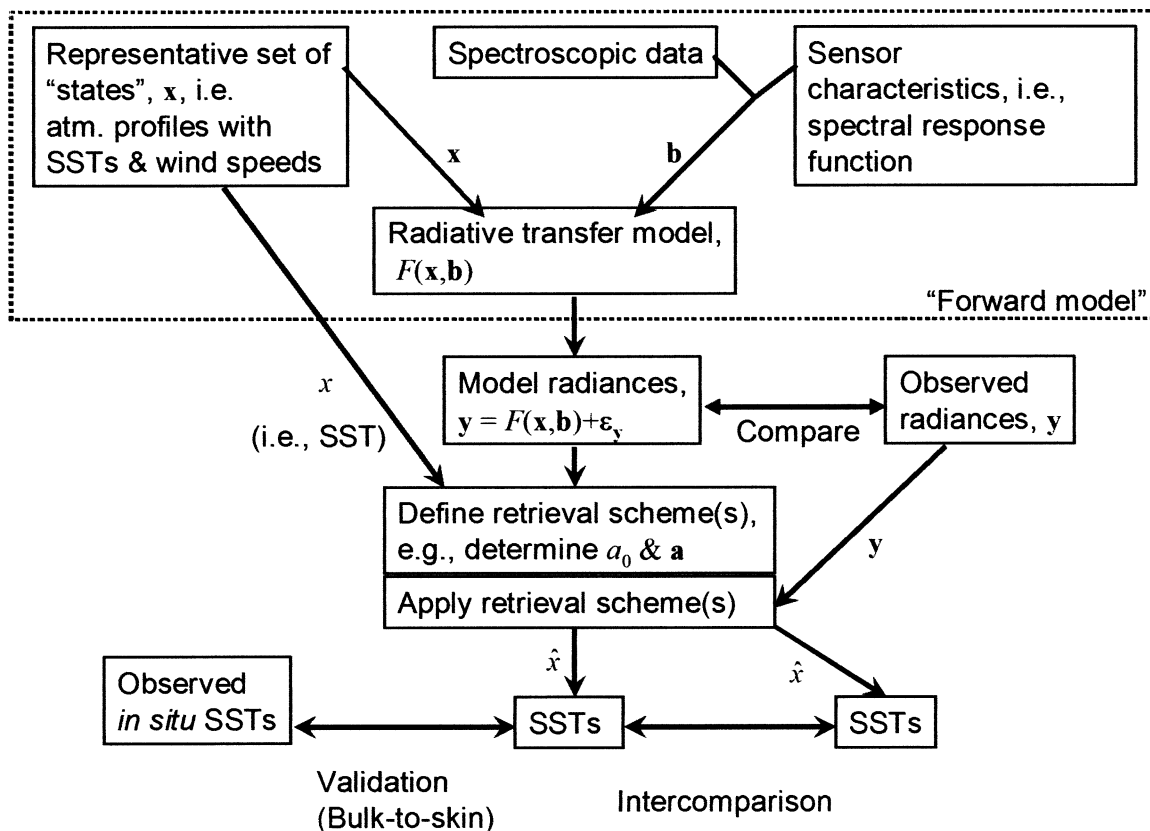 Representative set of
“states”, x, i.e.
atm. profiles with
SSTs & wind speeds
Spectroscopic data
Sensor
characteristics, i.e.,
spectral response
function
x
b
Radiative transfer model,
F(x,b)
“Forward model”
x
(i.e., SST)
Model radiances,
y = F(x,b)+εy
Compare
Observed
radiances, y
Define retrieval scheme(s),
e.g., determine a0 & a
y
Apply retrieval scheme(s)
x̂
x̂
Observed
in situ SSTs
SSTs
SSTs
Validation
(Bulk-to-skin)
Intercomparison